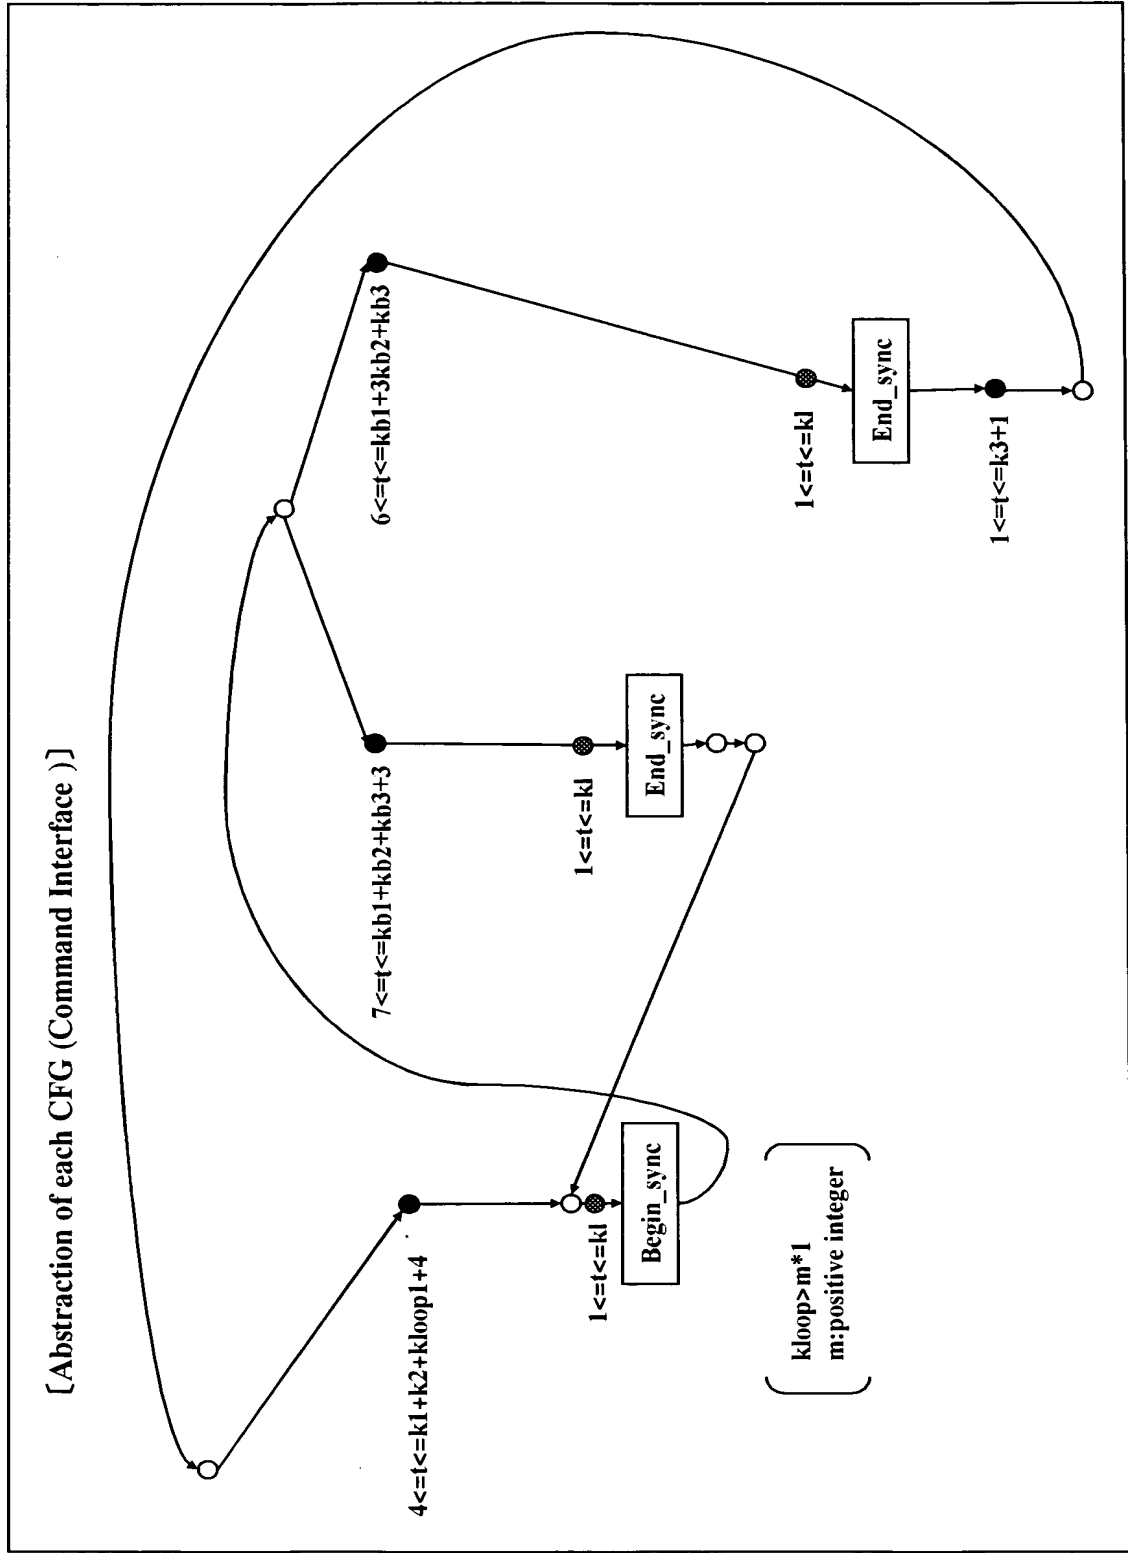 [Abstraction of each CFG (Command Interface )]
4<=t<=k1+k2+kloop1+4
7<=t<=kb1+kb2+kb3+3
6<=t<=kb1+3kb2+kb3
1<=t<=kl
Begin_sync
1<=t<=kl
End_sync
1<=t<=kl
End_sync
1<=t<=k3+1
kloop>m*1
m:positive integer